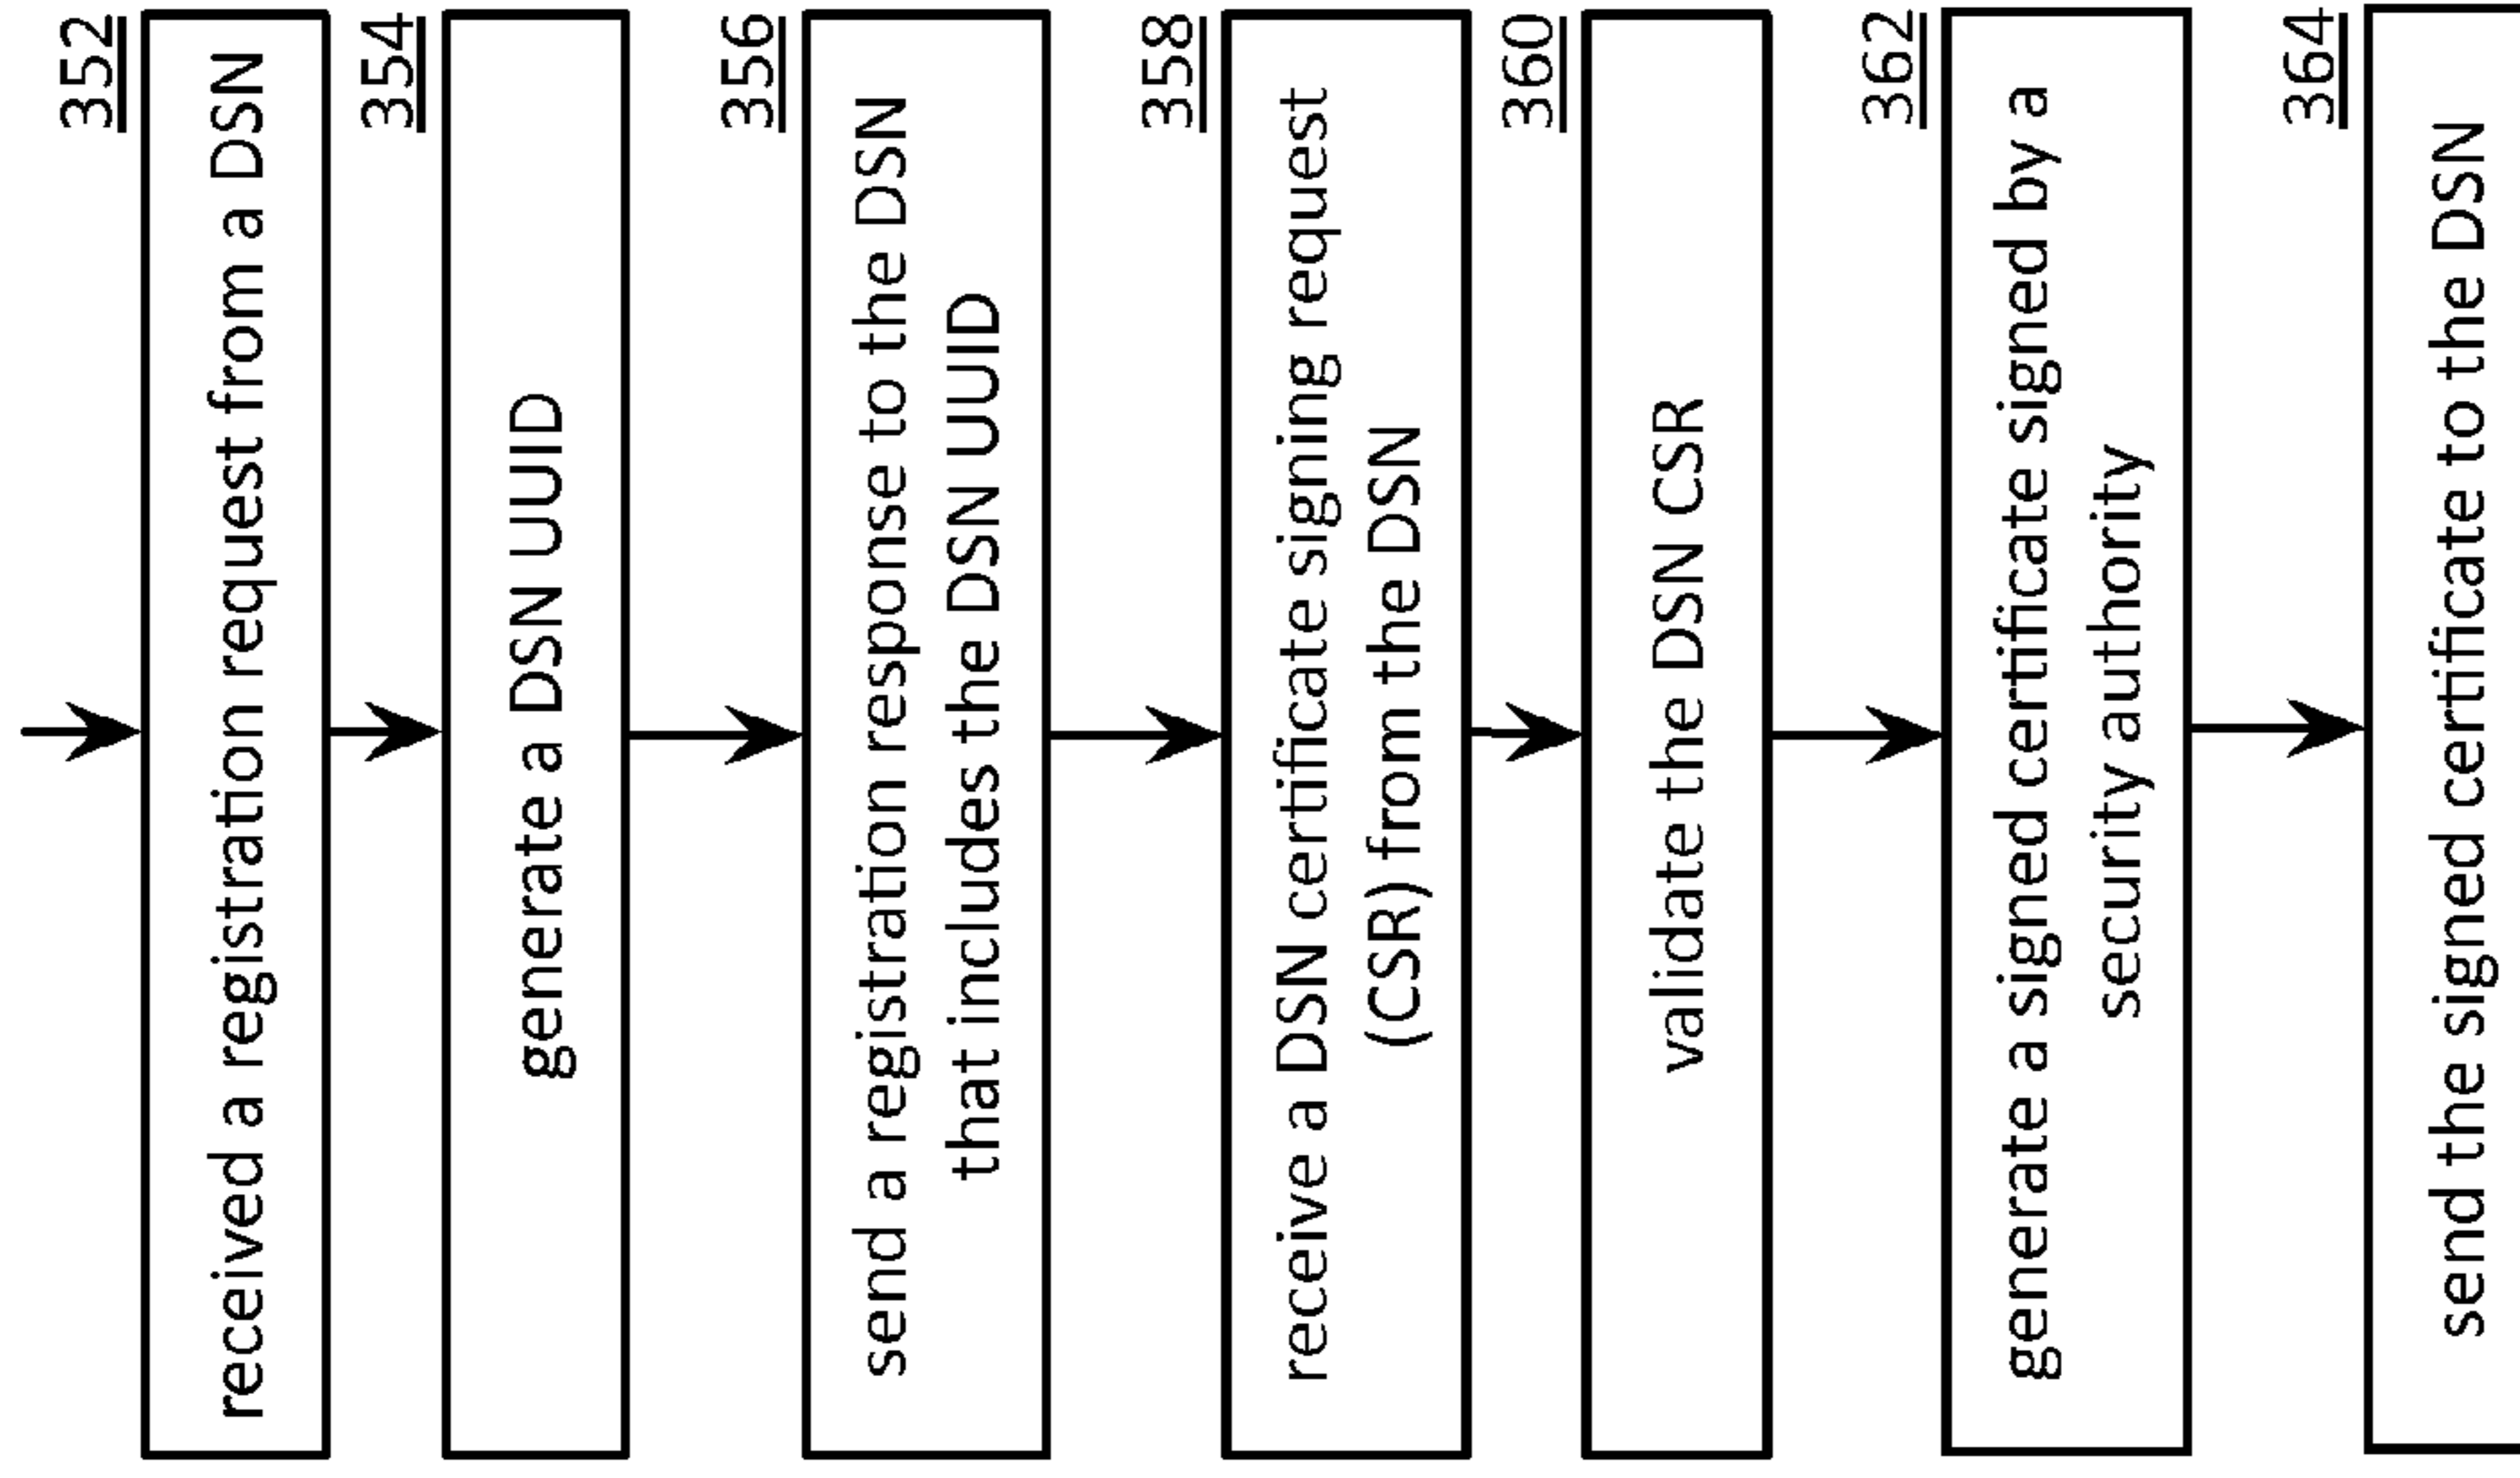 352
received a registration request from a DSN
354
generate a DSN UUID
356
send a registration response to the DSN
that includes the DSN UUID
358
receive a DSN certificate signing request
(CSR) from the DSN
360
validate the DSN CSR
362
generate a signed certificate signed by a
security authority
364
send the signed certificate to the DSN